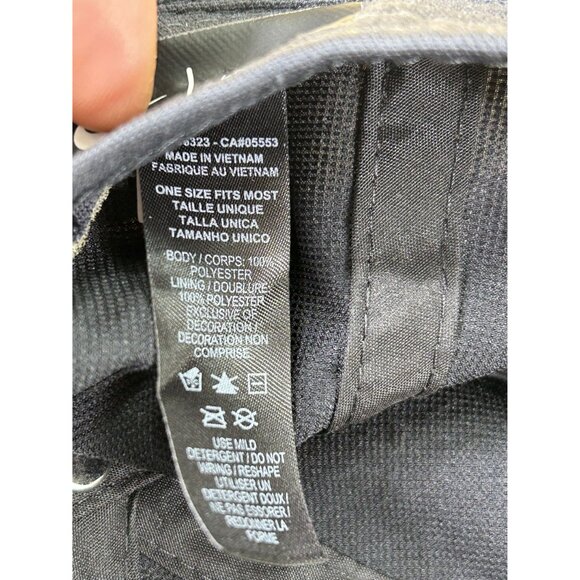 323 - CA#05553
MADE IN VIETNAM
FABRIQUE AU VIETNAM
ONE SIZE FITS MOST
TAILLE UNIQUE
TALLA UNICA
TAMANHO UNICO
BODY / CORPS: 100%
POLYESTER
LINING / DOUBLURE:
100% POLYESTER
EXCLUSIVE OF
DECORATION /
DECORATION NON
COMPRISE
USE MILD
DETERGENT / DO NOT
WRING / RESHAPE
UTILISER UN
DETERGENT DOUX /
NE PAS ESSORER /
REDONNER LA
FORME